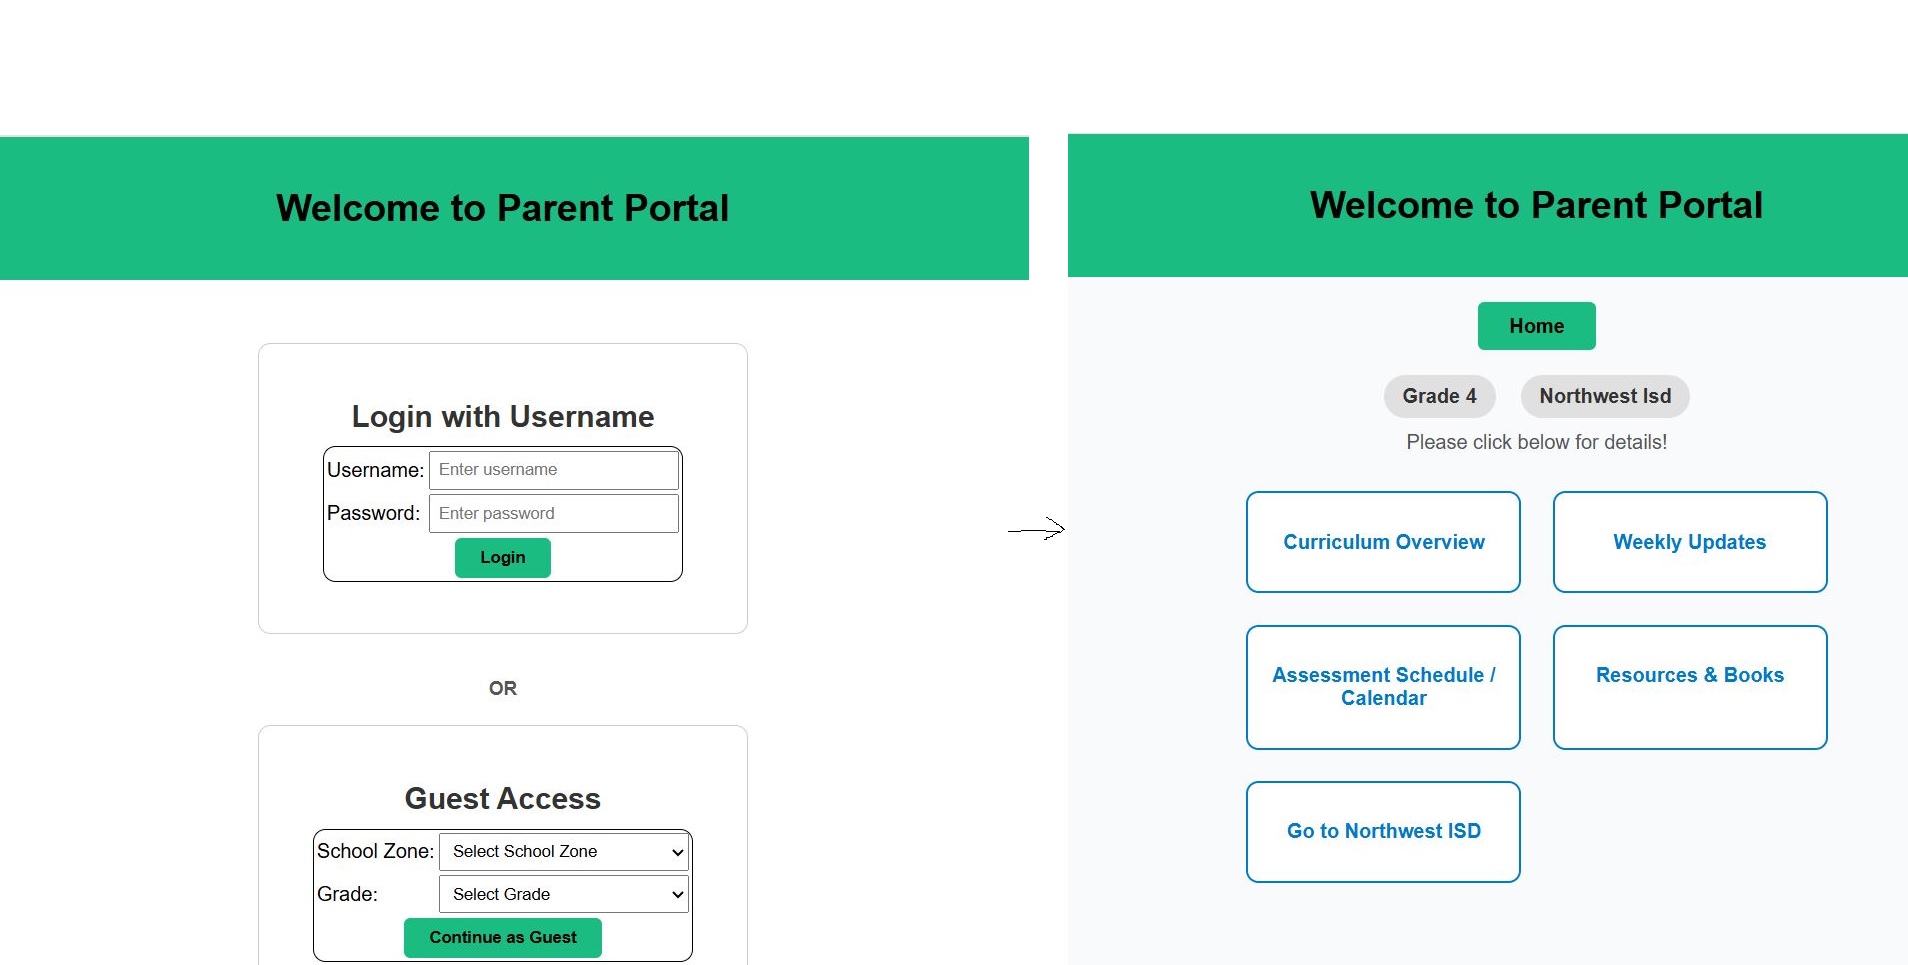 Welcome to Parent Portal
Login with Username
Username: Enter username
Password: Enter password
Login
OR
Guest Access
School Zone: Select School Zone
Grade: Select Grade
Continue as Guest
Welcome to Parent Portal
Home
Grade 4 Northwest Isd
Please click below for details!
Curriculum Overview Weekly Updates
Assessment Schedule / Resources & Books
Calendar
Go to Northwest ISD